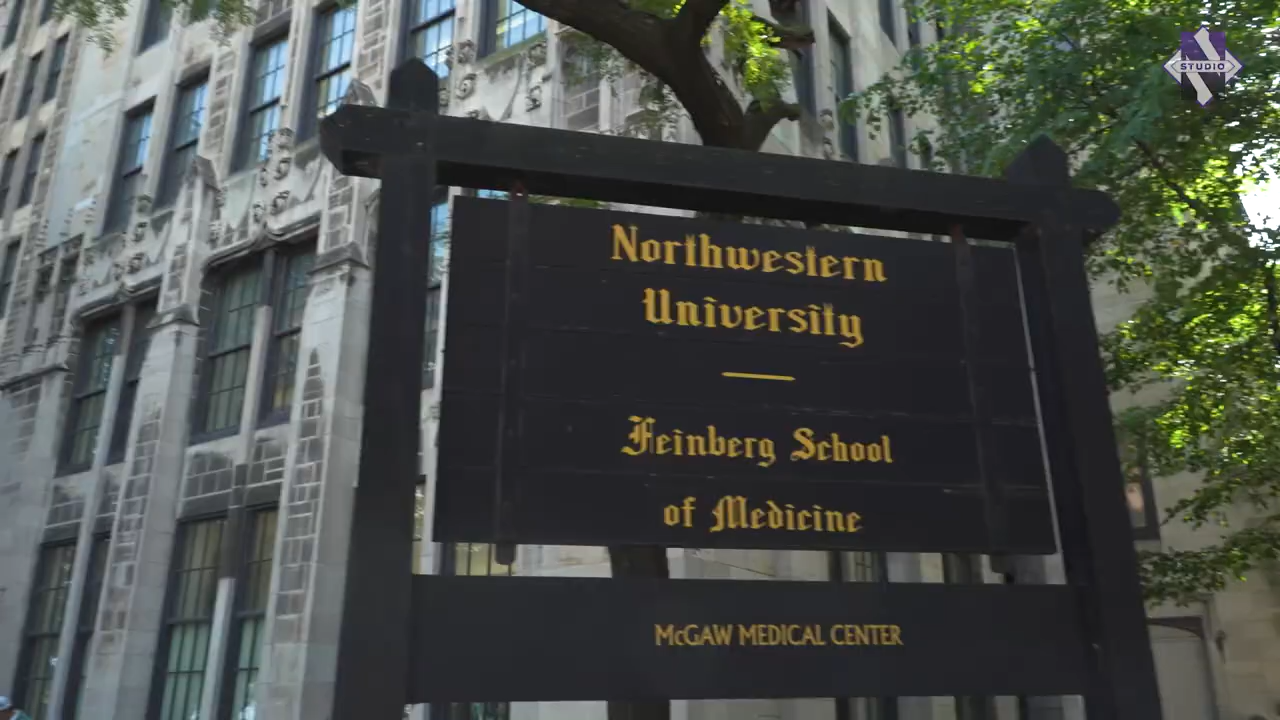 STUDIO
Northwestern
University
Feinberg School
of Medicine
McGAW MEDICAL CENTER